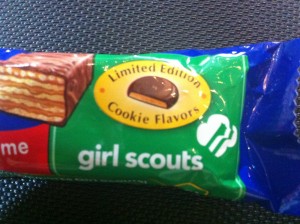 Limited Edition
Cookie Flavors
me
girl scouts